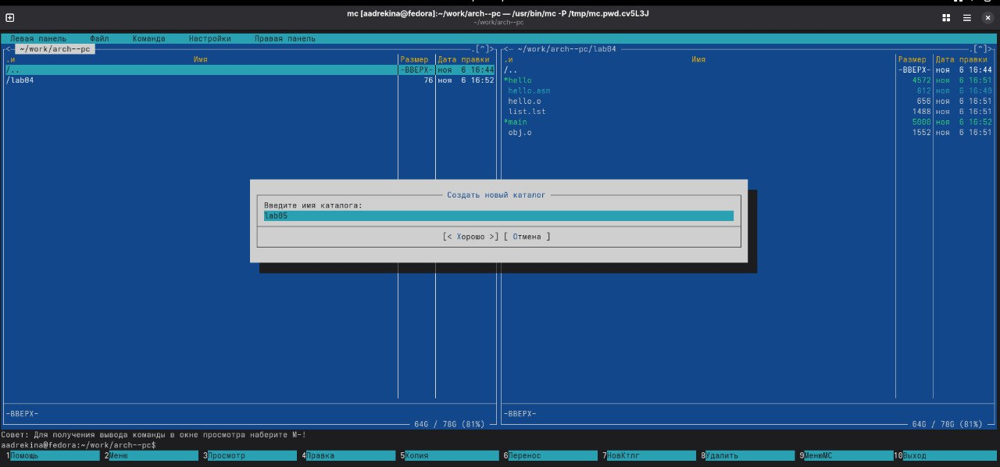 mc [aadrekina@fedora]:~/work/arch--pc — /usr/bin/mc -P /tmp/mc.pwd.cv5L3J
~/work/arch--pc
Левая панель Файл Команда Настройки Правая панель
<─ ~/work/arch--pc .[^]>
.и Имя Размер Дата правки
/.. -ВВЕРХ- ноя 6 16:44
/lab04 76 ноя 6 16:52
-ВВЕРХ-
64G / 78G (81%)
<─ ~/work/arch--pc/lab04 .[^]>
.и Имя Размер Дата правки
/.. -ВВЕРХ- ноя 6 16:44
*hello 4572 ноя 6 16:51
hello.asm 812 ноя 6 16:49
hello.o 656 ноя 6 16:51
list.lst 1488 ноя 6 16:51
*main 5000 ноя 6 16:52
obj.o 1552 ноя 6 16:51
-ВВЕРХ-
64G / 78G (81%)
Создать новый каталог
Введите имя каталога:
lab05
[< Хорошо >] [ Отмена ]
Совет: Для получения вывода команды в окне просмотра наберите M-!
aadrekina@fedora:~/work/arch--pc$
1Помощь 2Меню 3Просмотр 4Правка 5Копия 6Перенос 7НовКтлг 8Удалить 9МенюMC 10Выход